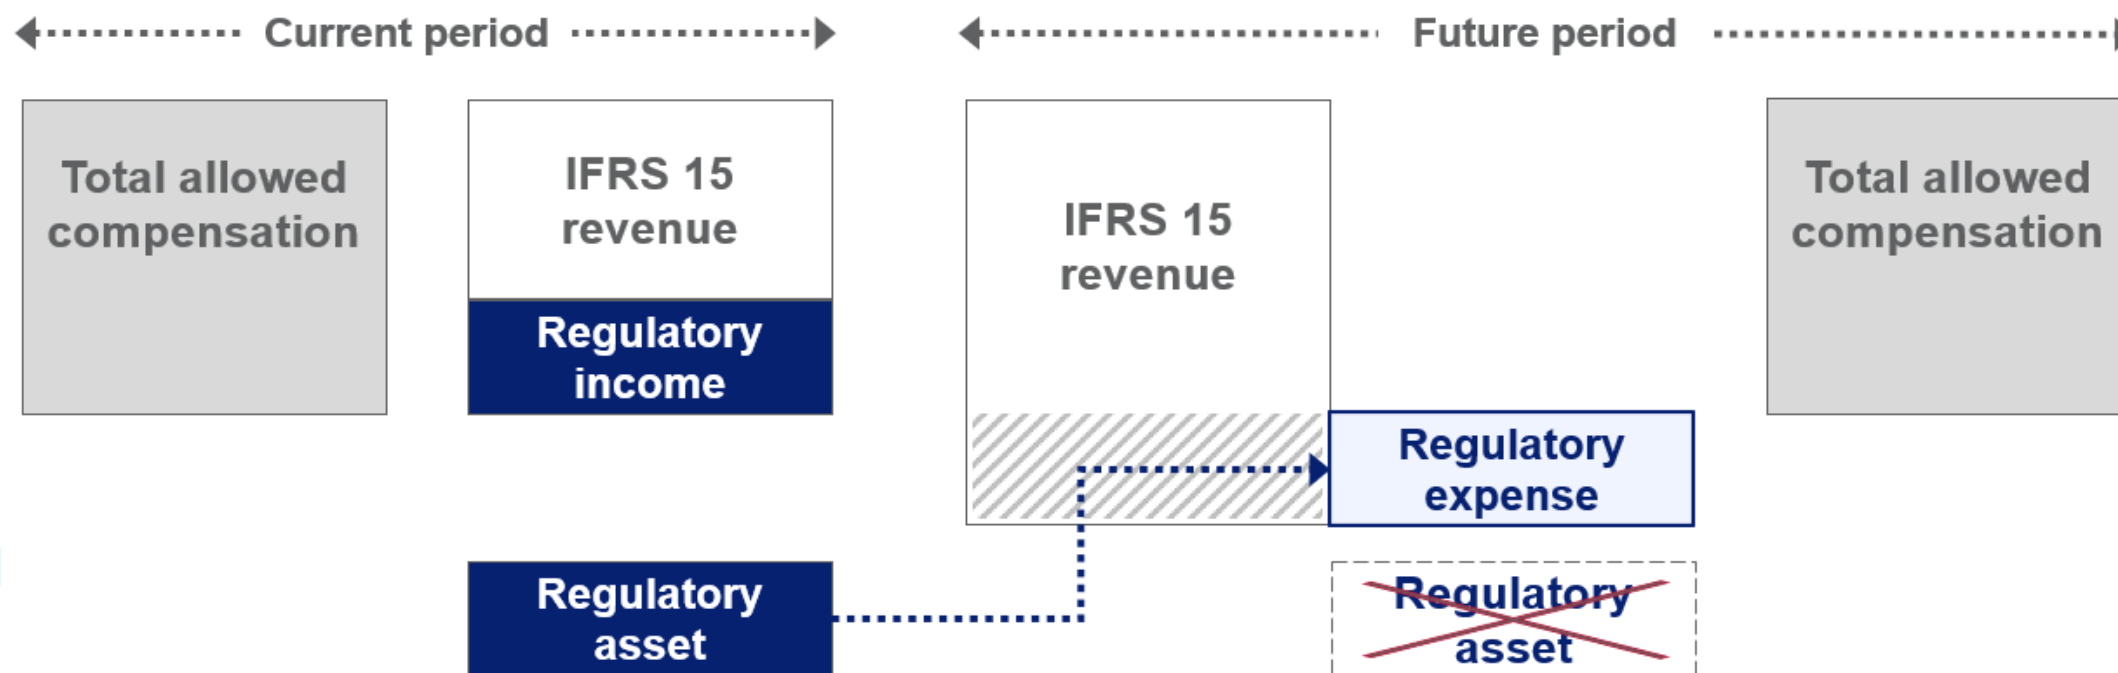 Current period
Future period
Total allowed
compensation
IFRS 15
revenue
Regulatory
income
IFRS 15
revenue
Regulatory
expense
Total allowed
compensation
Regulatory
asset
Regulatory
asset